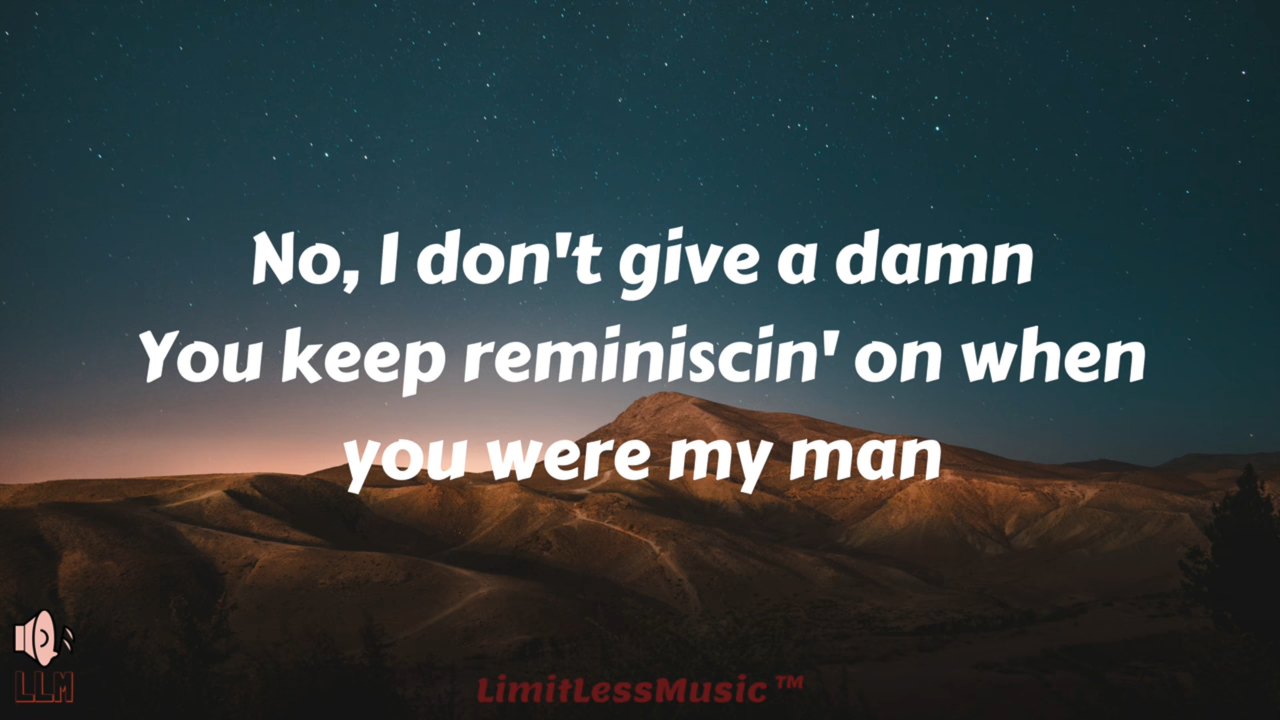 No, I don't give a damn
You keep reminiscin' on when
you were my man
LLM
LimitLessMusic ™